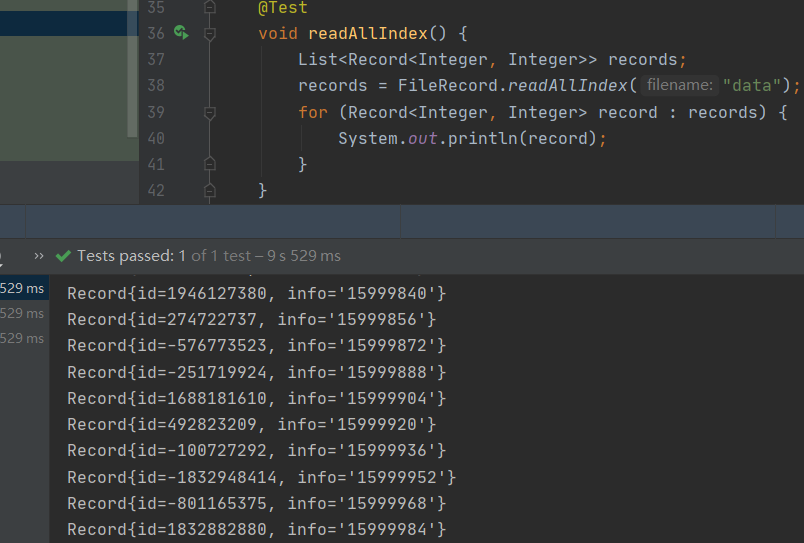 35 @Test
36 void readAllIndex() {
37 List<Record<Integer, Integer>> records;
38 records = FileRecord.readAllIndex( filename: "data");
39 for (Record<Integer, Integer> record : records) {
40 System.out.println(record);
41 }
42 }
» Tests passed: 1 of 1 test – 9 s 529 ms
529 ms
Record{id=1946127380, info='15999840'}
529 ms
Record{id=274722737, info='15999856'}
529 ms
Record{id=-576773523, info='15999872'}
Record{id=-251719924, info='15999888'}
Record{id=1688181610, info='15999904'}
Record{id=492823209, info='15999920'}
Record{id=-100727292, info='15999936'}
Record{id=-1832948414, info='15999952'}
Record{id=-801165375, info='15999968'}
Record{id=1832882880, info='15999984'}